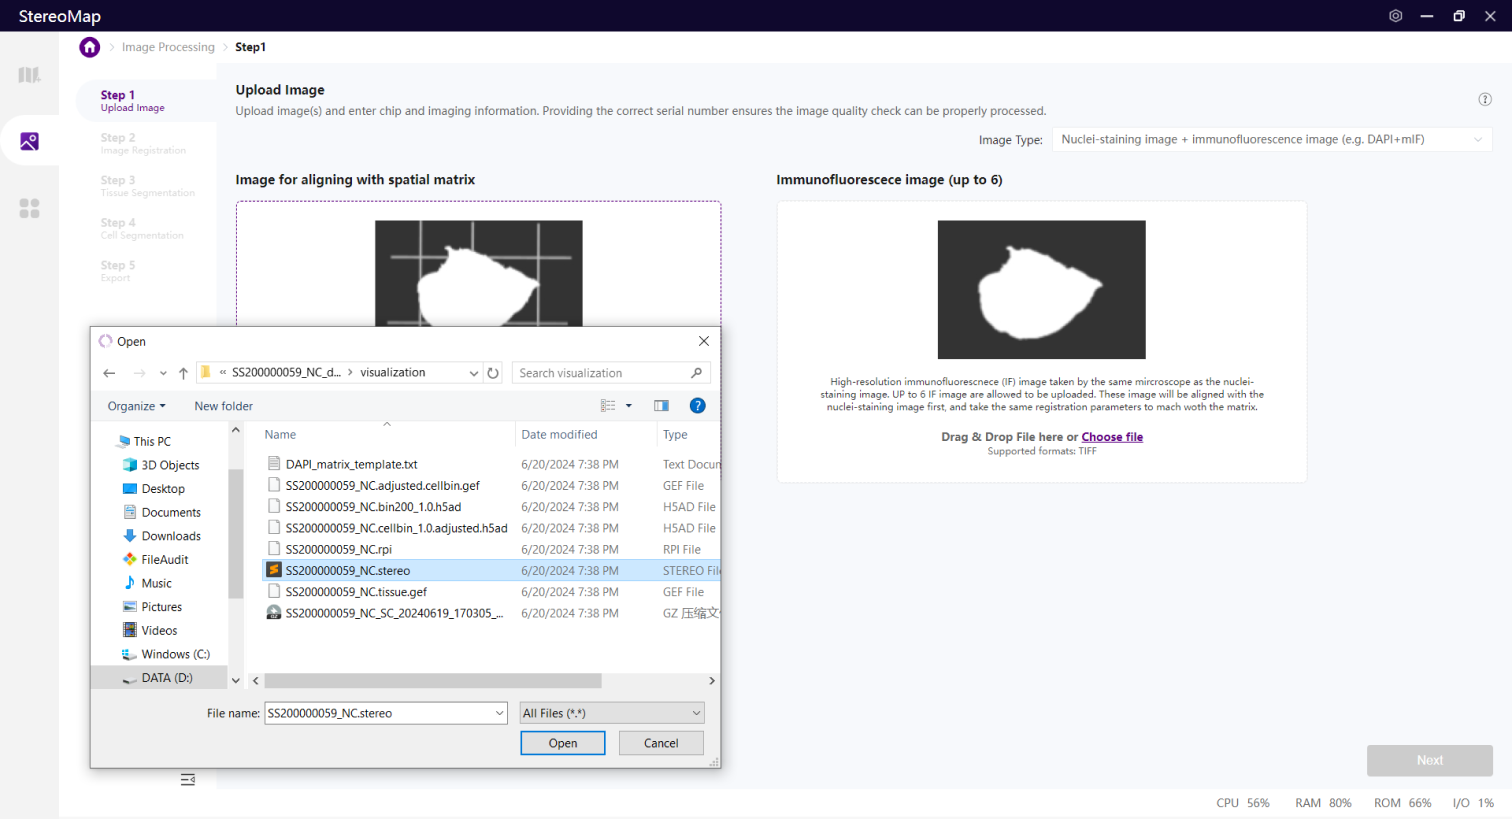 StereoMap
Image Processing
Step1
Step 1
Upload Image
Step 2
Image Registration
Step 3
Tissue Segmentation
Step 4
Cell Segmentation
Step 5
Export
Upload Image
Upload image(s) and enter chip and imaging information. Providing the correct serial number ensures the image quality check can be properly processed.
Image Type: Nuclei-staining image + immunofluorescence image (e.g. DAPI+mIF)
Image for aligning with spatial matrix
Immunofluorescece image (up to 6)
High-resolution immunofluorescnece (IF) image taken by the same mircroscope as the nuclei-
staining image. UP to 6 IF image are allowed to be uploaded. These image will be aligned with the
nuclei-staining image first, and take the same registration parameters to mach woth the matrix.
Drag & Drop File here or Choose file
Supported formats: TIFF
Open
« SS200000059_NC_d... › visualization
Search visualization
Organize
New folder
This PC
3D Objects
Desktop
Documents
Downloads
FileAudit
Music
Pictures
Videos
Windows (C:)
DATA (D:)
Name Date modified Type
DAPI_matrix_template.txt 6/20/2024 7:38 PM Text Docum
SS200000059_NC.adjusted.cellbin.gef 6/20/2024 7:38 PM GEF File
SS200000059_NC.bin200_1.0.h5ad 6/20/2024 7:38 PM H5AD File
SS200000059_NC.cellbin_1.0.adjusted.h5ad 6/20/2024 7:38 PM H5AD File
SS200000059_NC.rpi 6/20/2024 7:38 PM RPI File
SS200000059_NC.stereo 6/20/2024 7:38 PM STEREO File
SS200000059_NC.tissue.gef 6/20/2024 7:38 PM GEF File
SS200000059_NC_SC_20240619_170305_... 6/20/2024 7:38 PM GZ 压缩文
File name: SS200000059_NC.stereo
All Files (*.*)
Open
Cancel
Next
CPU 56% RAM 80% ROM 66% I/O 1%